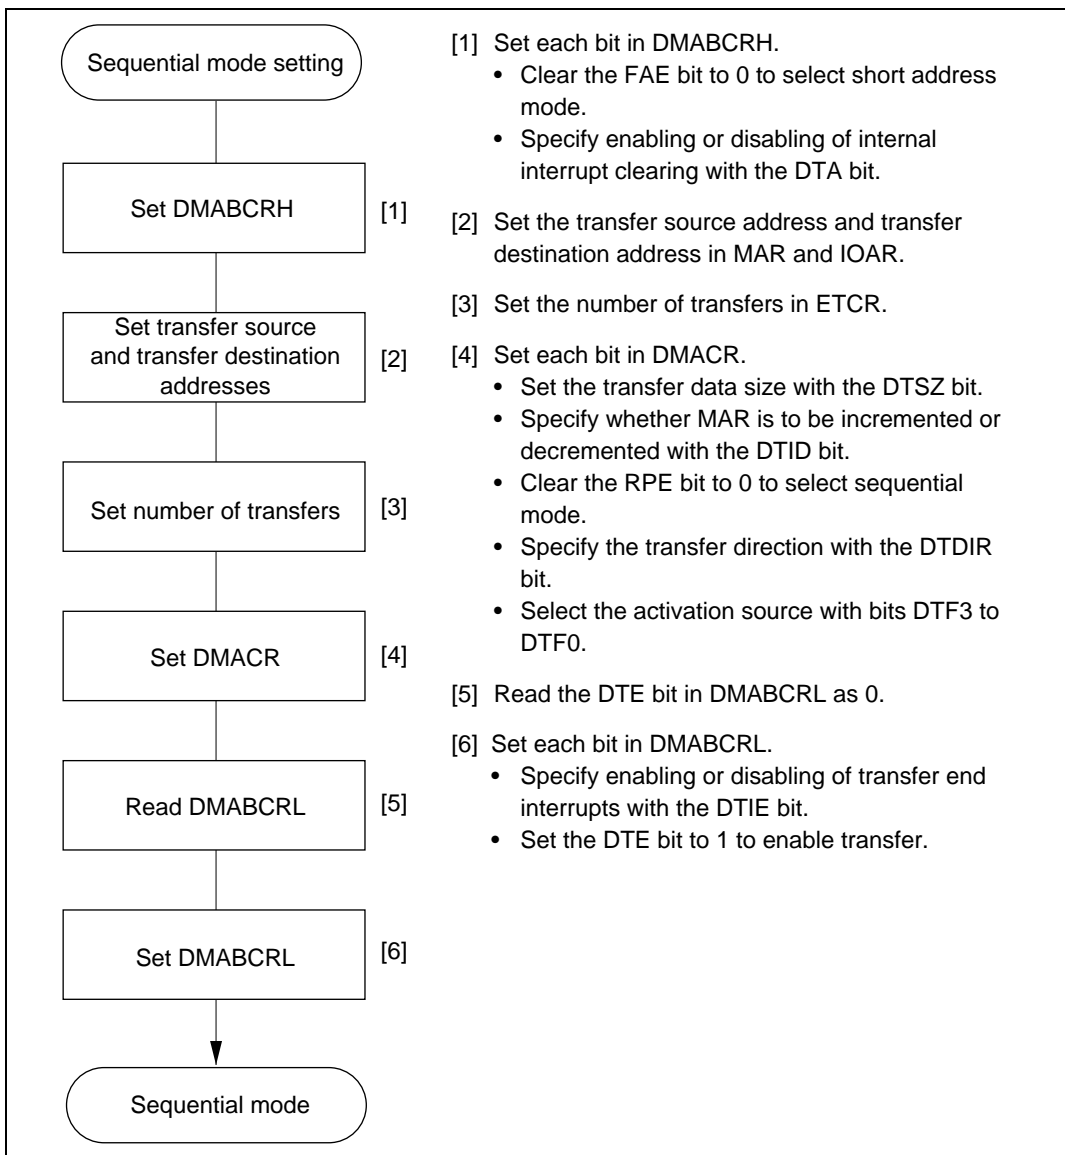 Sequential mode setting
Set DMABCRH
[1]
Set transfer source
and transfer destination
addresses
[2]
Set number of transfers
[3]
Set DMACR
[4]
Read DMABCRL
[5]
Set DMABCRL
[6]
Sequential mode
[1] Set each bit in DMABCRH.
• Clear the FAE bit to 0 to select short address
mode.
• Specify enabling or disabling of internal
interrupt clearing with the DTA bit.
[2] Set the transfer source address and transfer
destination address in MAR and IOAR.
[3] Set the number of transfers in ETCR.
[4] Set each bit in DMACR.
• Set the transfer data size with the DTSZ bit.
• Specify whether MAR is to be incremented or
decremented with the DTID bit.
• Clear the RPE bit to 0 to select sequential
mode.
• Specify the transfer direction with the DTDIR
bit.
• Select the activation source with bits DTF3 to
DTF0.
[5] Read the DTE bit in DMABCRL as 0.
[6] Set each bit in DMABCRL.
• Specify enabling or disabling of transfer end
interrupts with the DTIE bit.
• Set the DTE bit to 1 to enable transfer.